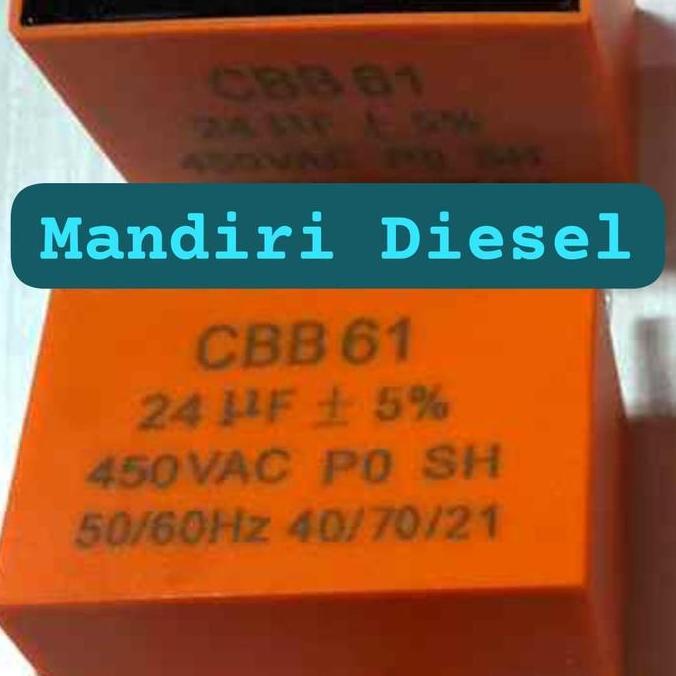 CBB 61
24 µF ± 5%
450VAC P0 SH
Mandiri Diesel
CBB 61
24 µF ± 5%
450VAC P0 SH
50/60Hz 40/70/21